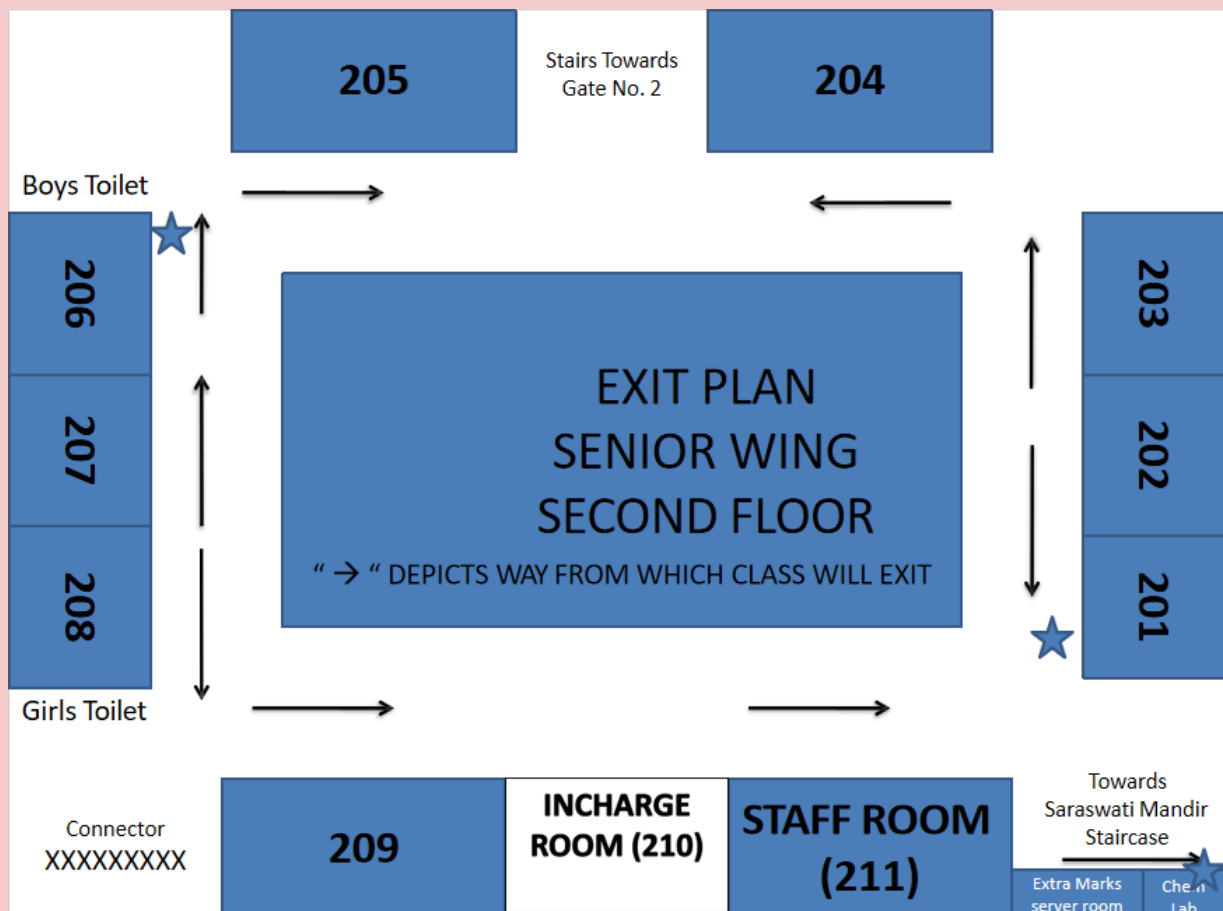 205
Stairs Towards
Gate No. 2
204
Boys Toilet
206
207
208
203
202
201
EXIT PLAN
SENIOR WING
SECOND FLOOR
“ → “ DEPICTS WAY FROM WHICH CLASS WILL EXIT
Girls Toilet
Connector
XXXXXXXXX
209
INCHARGE
ROOM (210)
STAFF ROOM
(211)
Towards
Saraswati Mandir
Staircase
Extra Marks
server room
Chem
Lab